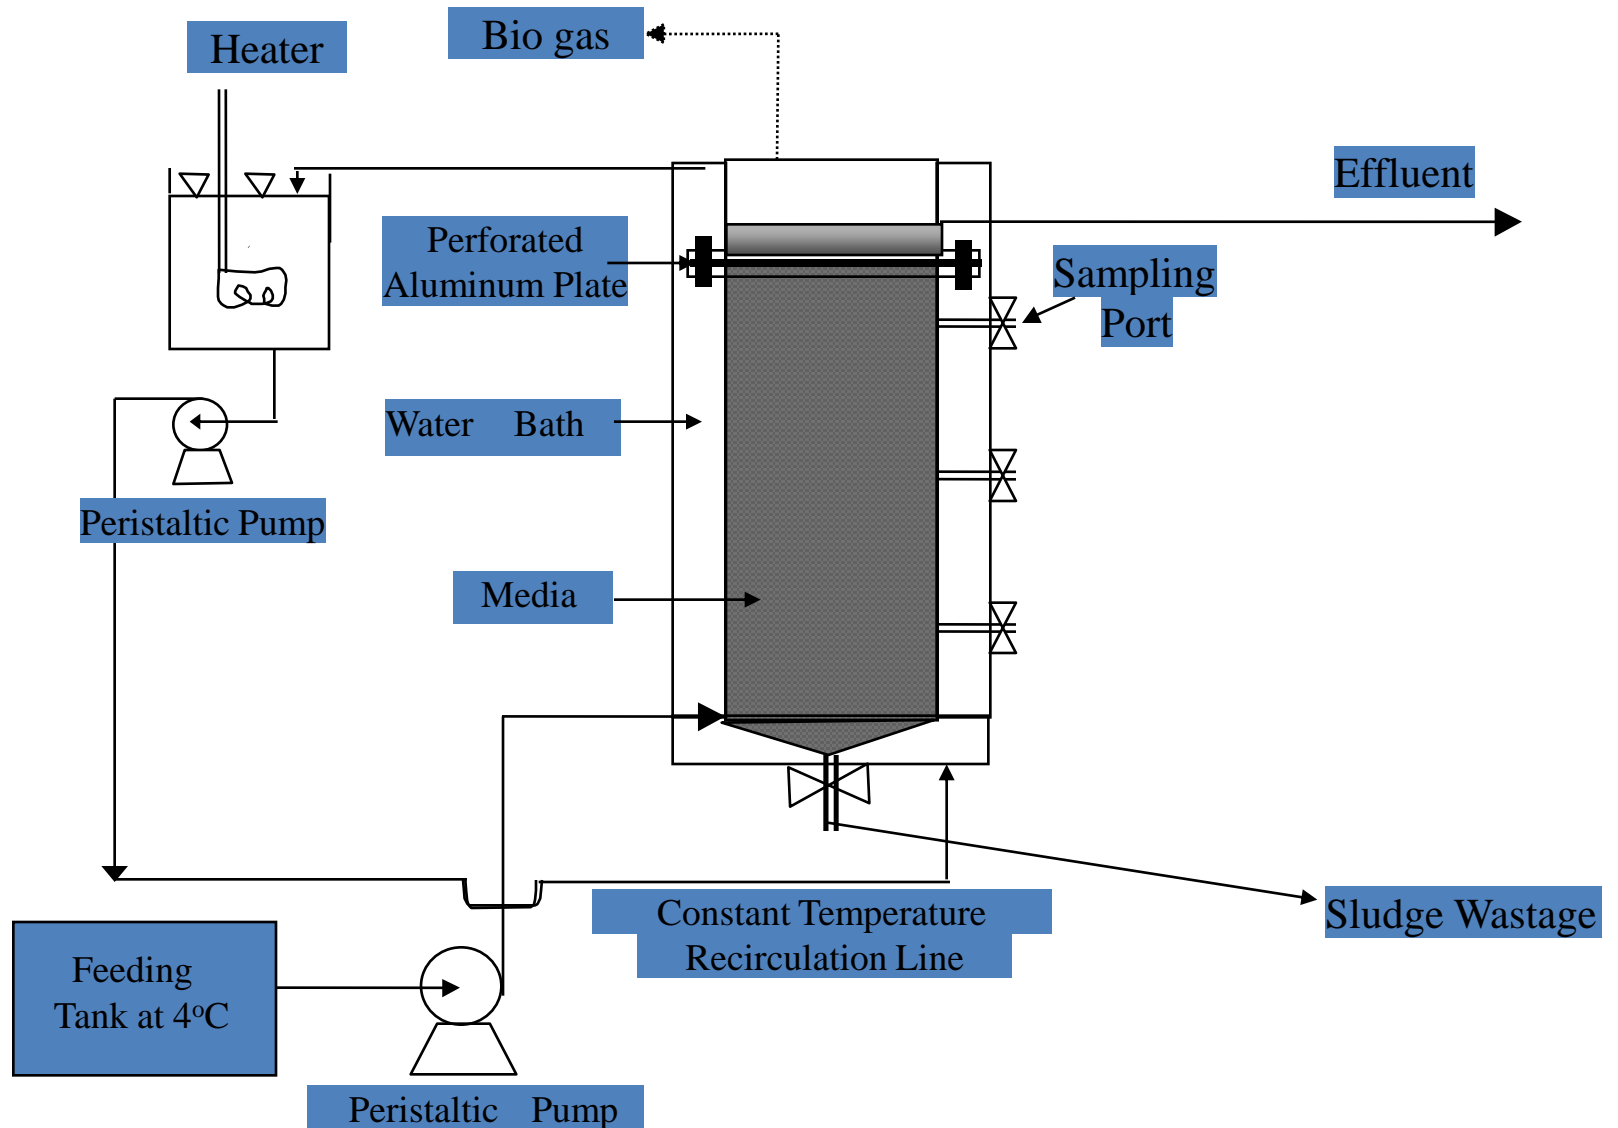 Heater
Bio gas
Effluent
Perforated
Aluminum Plate
Sampling
Port
Water Bath
Peristaltic Pump
Media
Constant Temperature
Recirculation Line
Sludge Wastage
Feeding
Tank at 4ºC
Peristaltic Pump